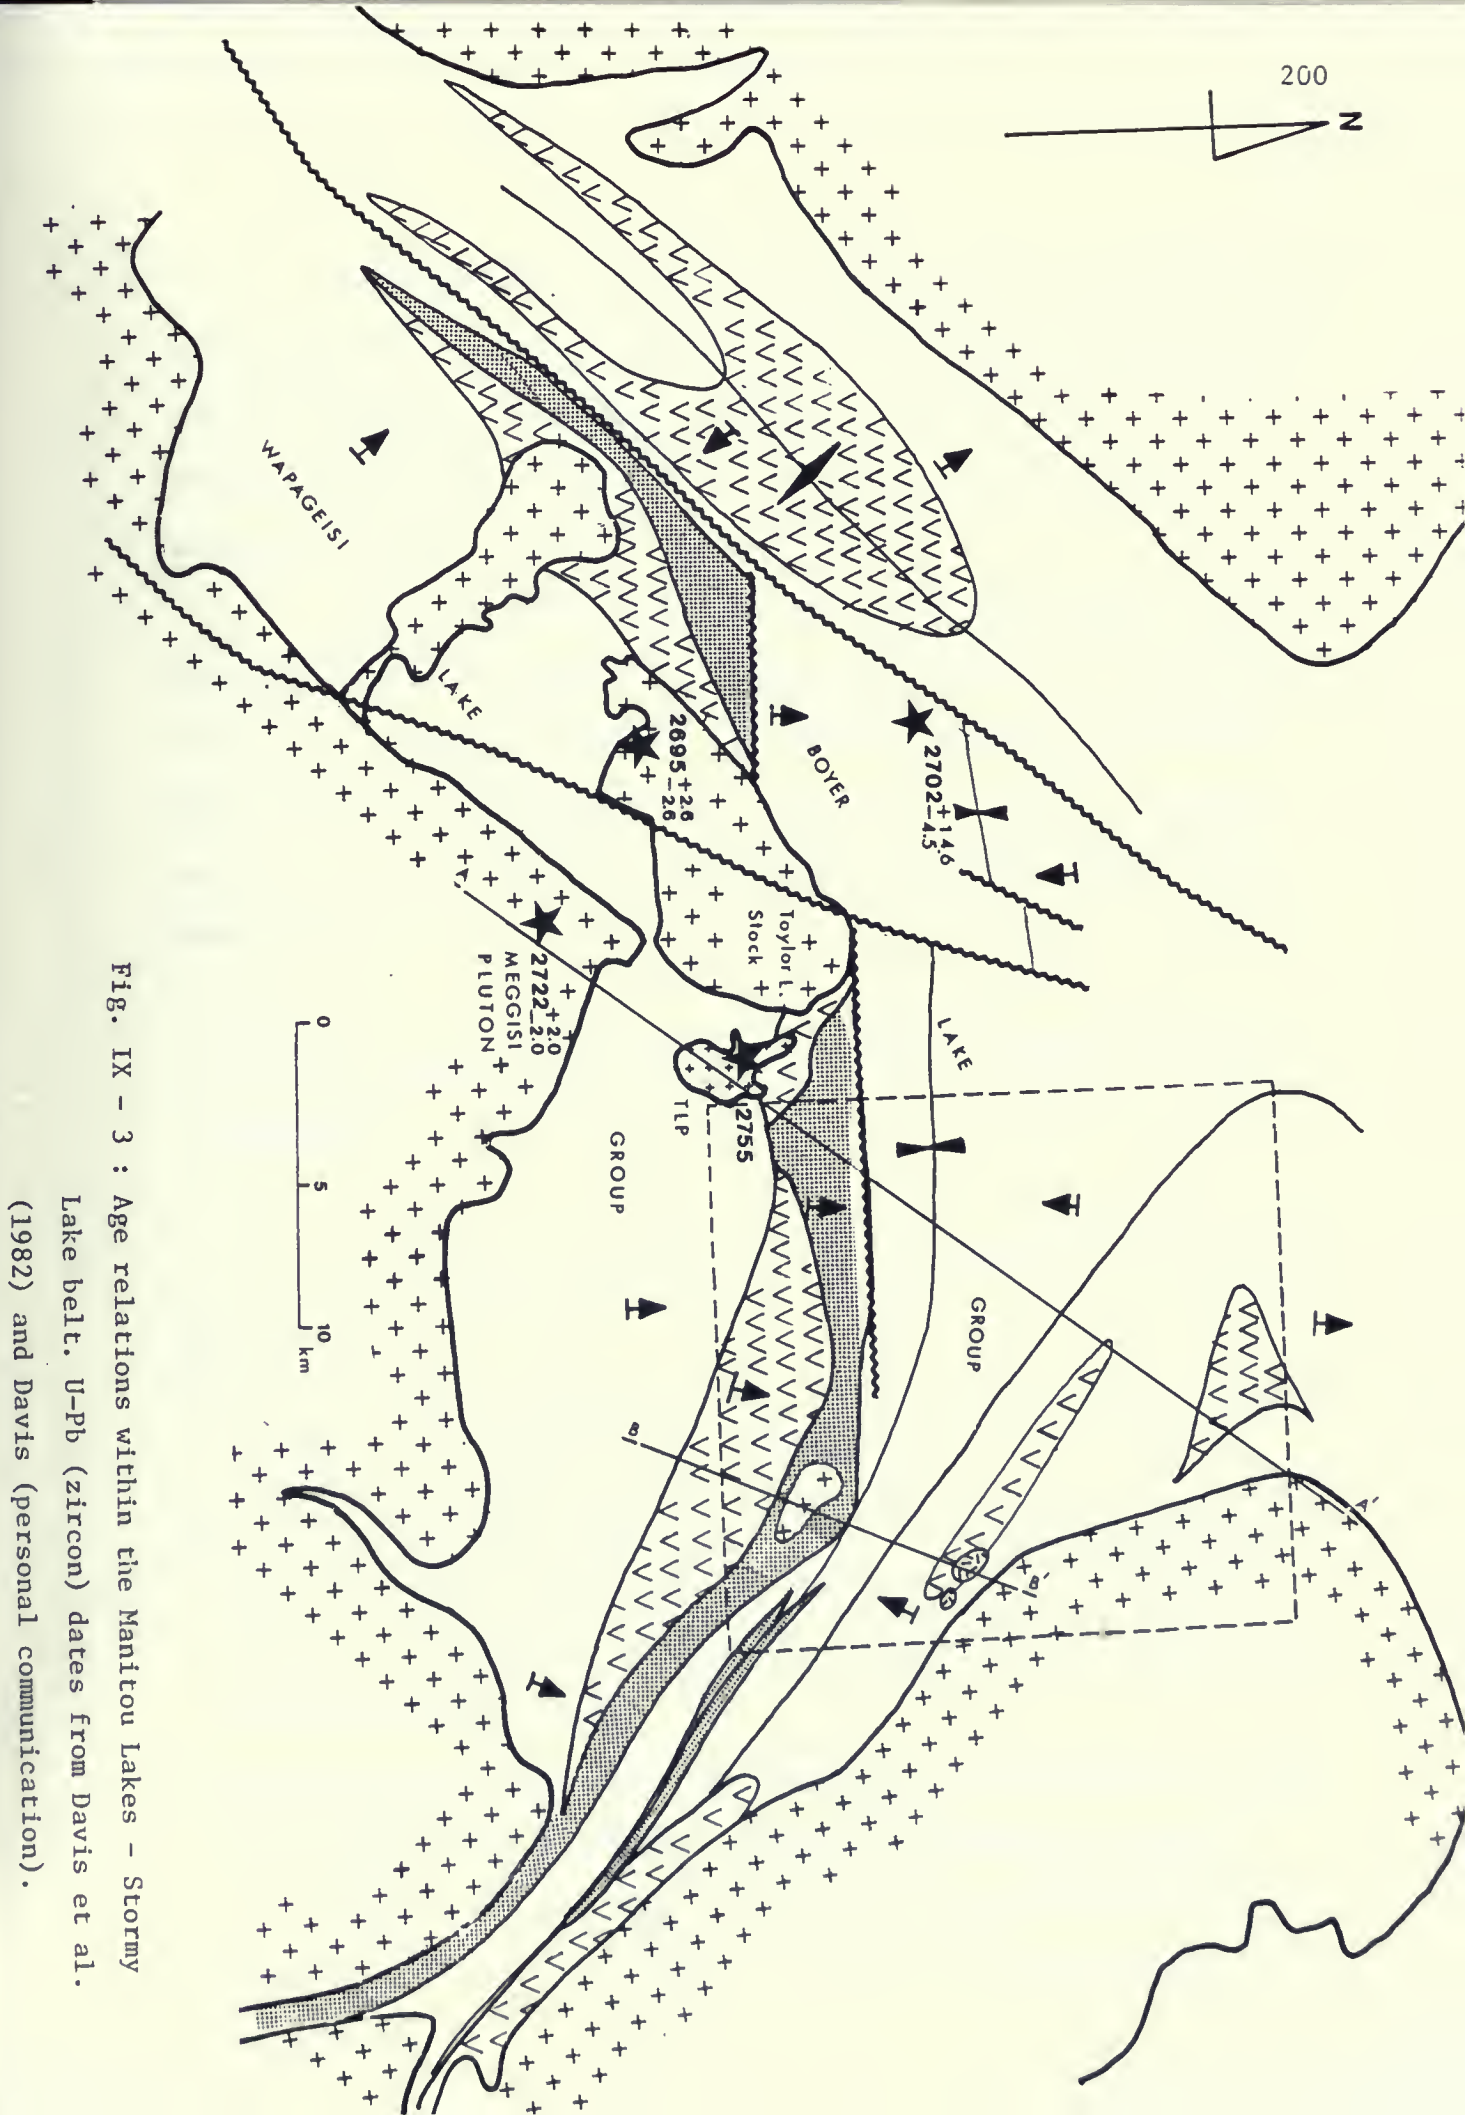 200
N
WAPAGEISI
LAKE
GROUP
BOYER
LAKE
GROUP
2702 +14.6 -4.5
2695 +2.6 -2.6
Taylor L.
Stock
2722 +2.0 -2.0
MEGGISI
PLUTON
2755
TLP
A'
B
B'
0 5 10
km
Fig. IX - 3 : Age relations within the Manitou Lakes - Stormy
Lake belt. U-Pb (zircon) dates from Davis et al.
(1982) and Davis (personal communication).